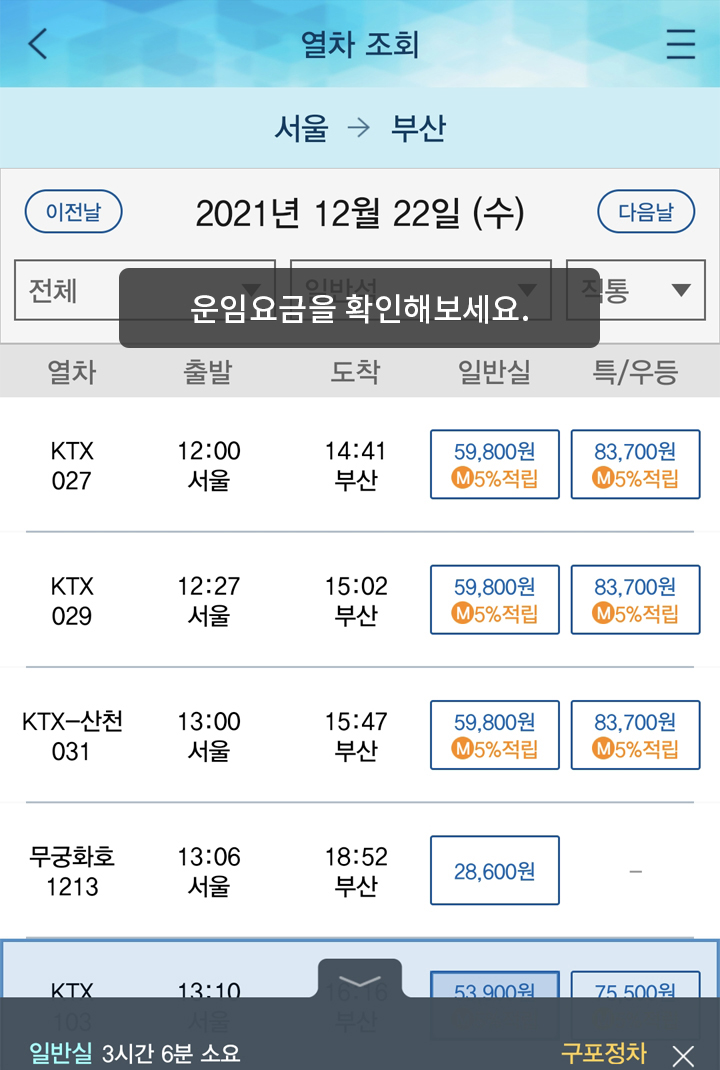 열차 조회
서울 → 부산
이전날 2021년 12월 22일 (수) 다음날
전체 일반석 직통
운임요금을 확인해보세요.
열차 출발 도착 일반실 특/우등
KTX 12:00 14:41 59,800원 83,700원
027 서울 부산 M5%적립 M5%적립
KTX 12:27 15:02 59,800원 83,700원
029 서울 부산 M5%적립 M5%적립
KTX-산천 13:00 15:47 59,800원 83,700원
031 서울 부산 M5%적립 M5%적립
무궁화호 13:06 18:52 28,600원 -
1213 서울 부산
KTX 13:10 16:16 53,900원 75,500원
103 서울 부산
일반실 3시간 6분 소요 구포정차